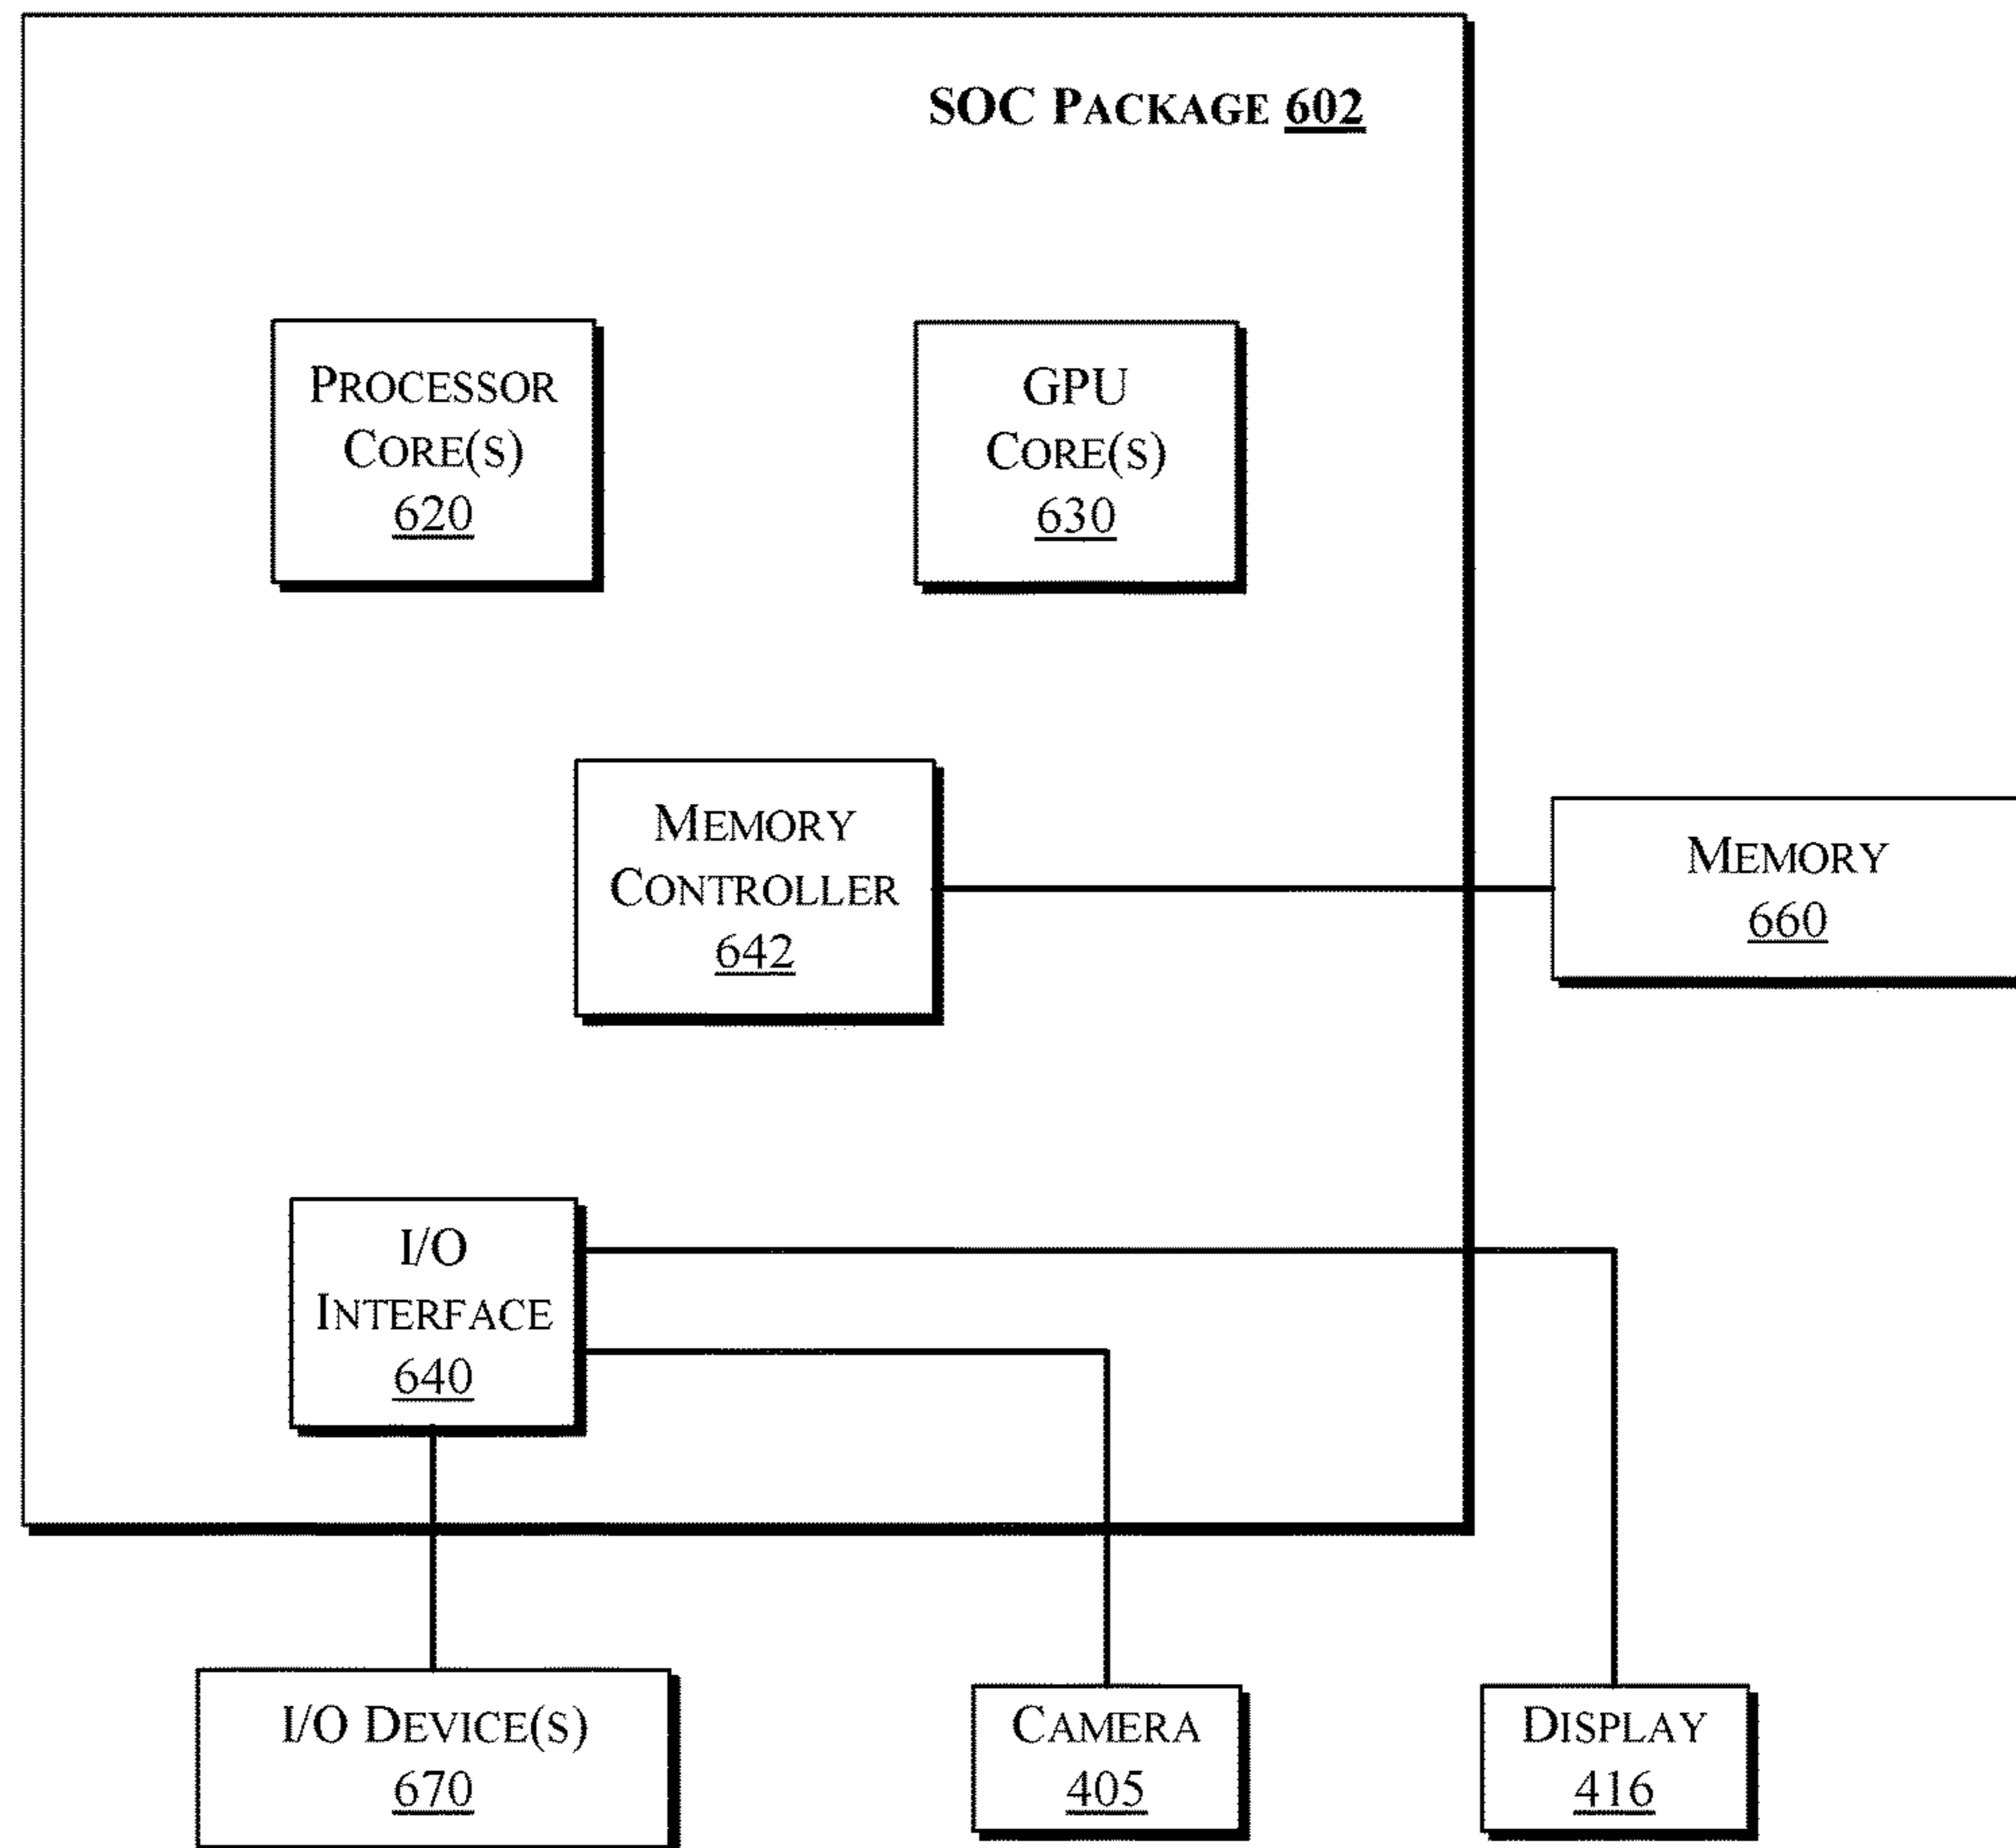 SOC PACKAGE 602
PROCESSOR
CORE(S)
620
GPU
CORE(S)
630
MEMORY
CONTROLLER
642
MEMORY
660
I/O
INTERFACE
640
I/O DEVICE(S)
670
CAMERA
405
DISPLAY
416